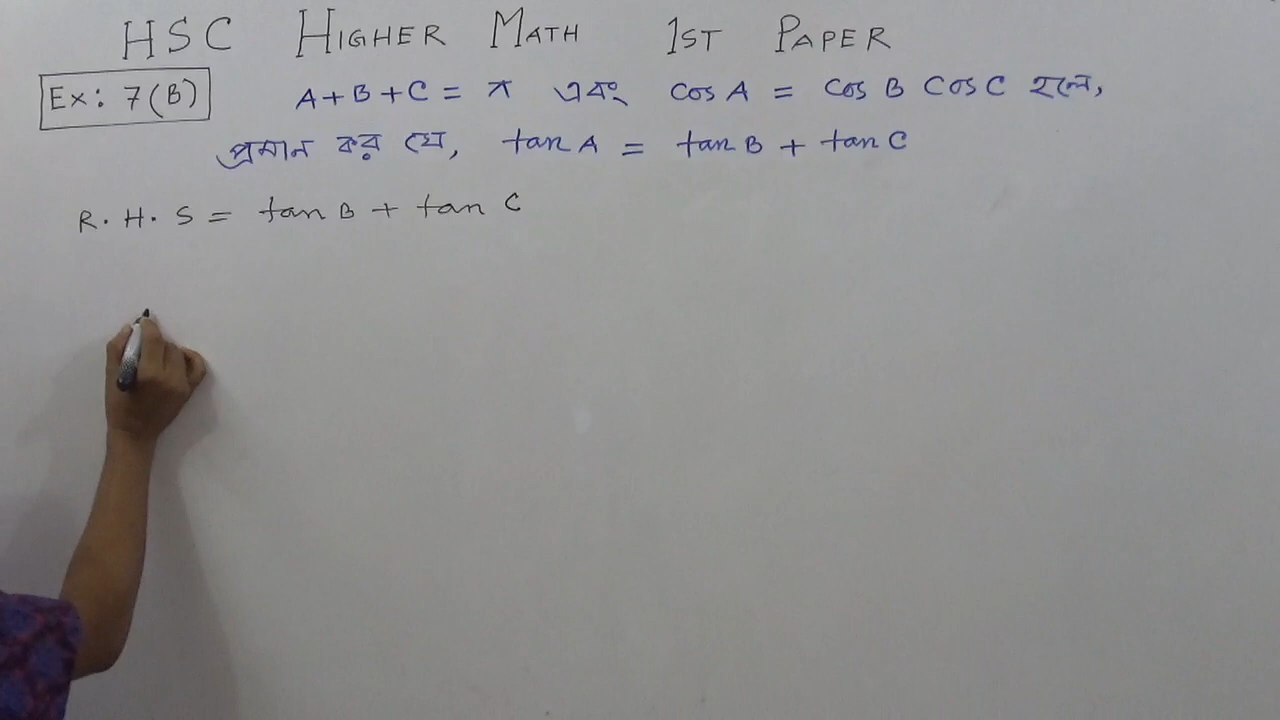 HSC HIGHER MATH 1ST PAPER
Ex: 7(B) A+B+C = π এবং cos A = cos B cos C হলে,
প্রমান কর যে, tan A = tan B + tan C
R.H.S = tan B + tan C